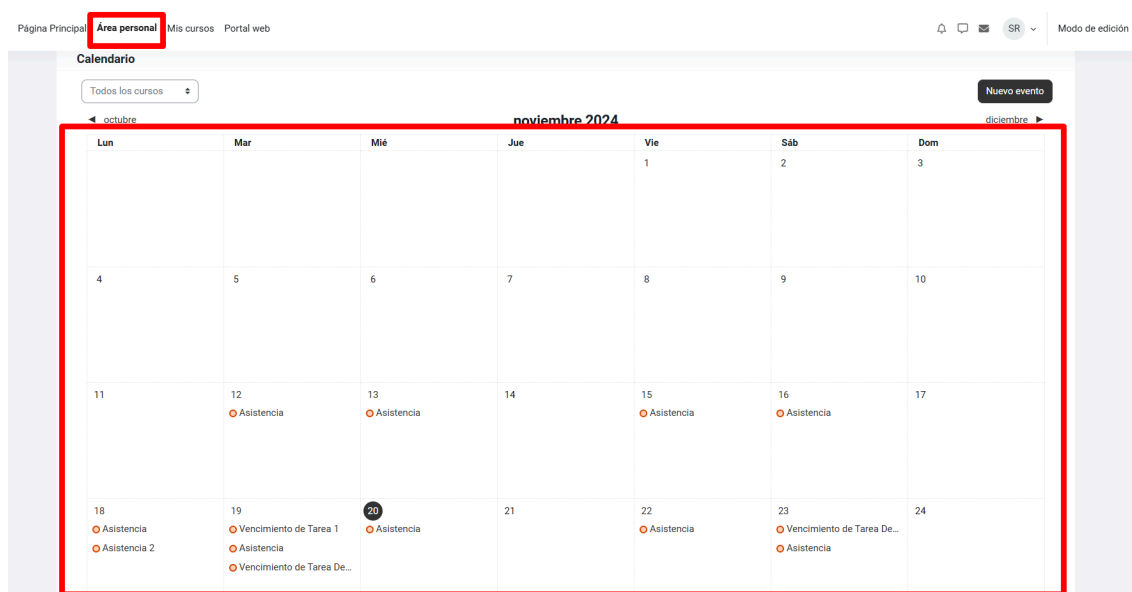 Página Principal Área personal Mis cursos Portal web SR Modo de edición
Calendario
Todos los cursos Nuevo evento
◄ octubre noviembre 2024 diciembre ►
Lun Mar Mié Jue Vie Sáb Dom
1 2 3
4 5 6 7 8 9 10
11 12 13 14 15 16 17
Asistencia Asistencia Asistencia Asistencia
18 19 20 21 22 23 24
Asistencia Vencimiento de Tarea 1 Asistencia Asistencia Vencimiento de Tarea De...
Asistencia 2 Asistencia Asistencia
Vencimiento de Tarea De...